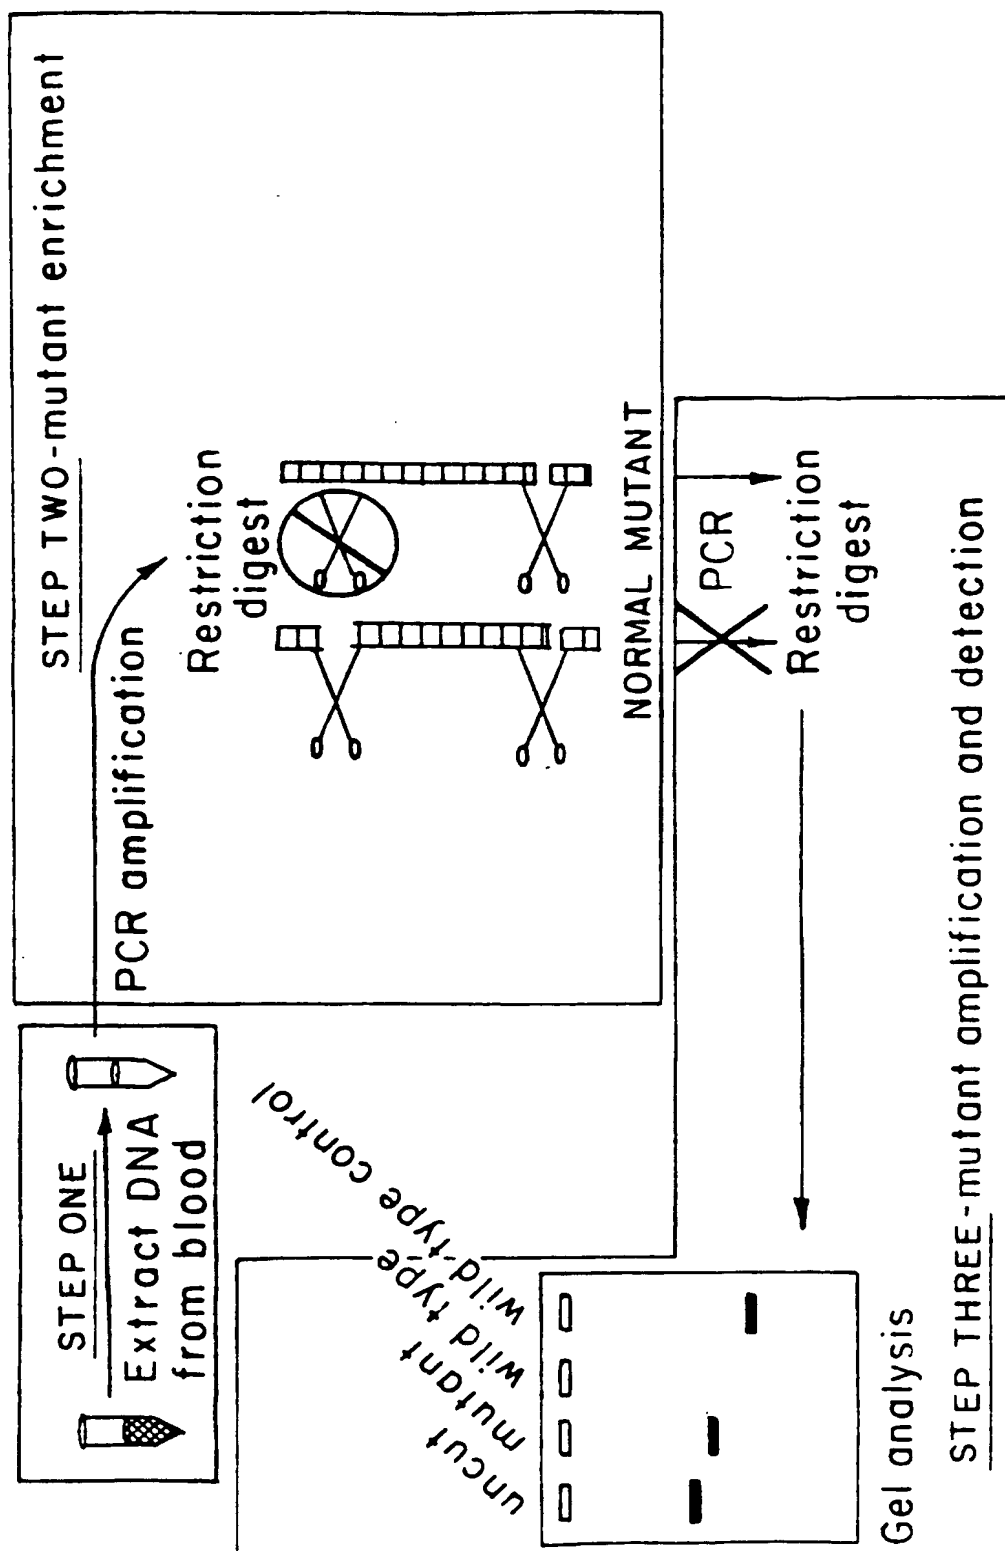 STEP ONE
Extract DNA
from blood
PCR amplification
STEP TWO-mutant enrichment
Restriction
digest
NORMAL MUTANT
PCR
Restriction
digest
uncut
mutant
wild type
wild-type control
Gel analysis
STEP THREE-mutant amplification and detection